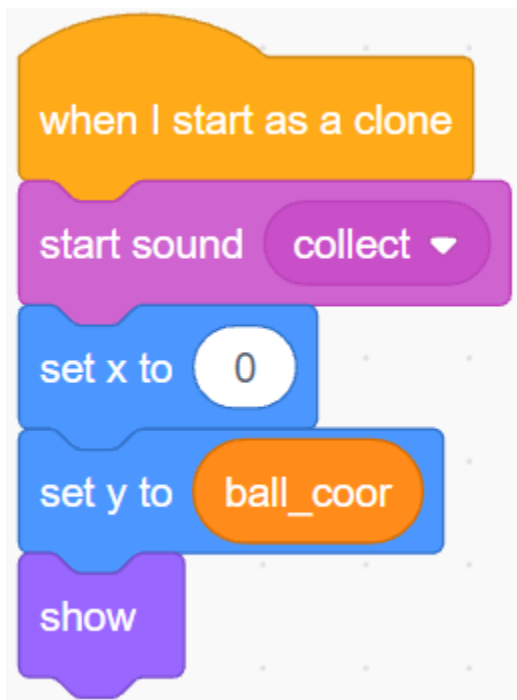 when I start as a clone
start sound collect
set x to 0
set y to ball_coor
show